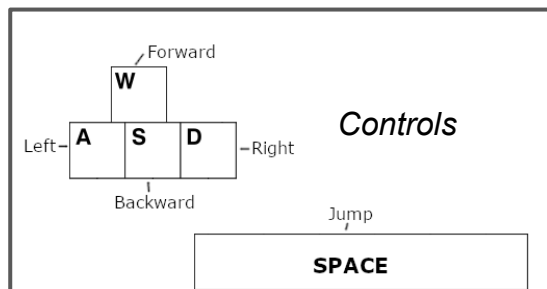 Forward
W
Controls
Left A S D Right
Backward
Jump
SPACE